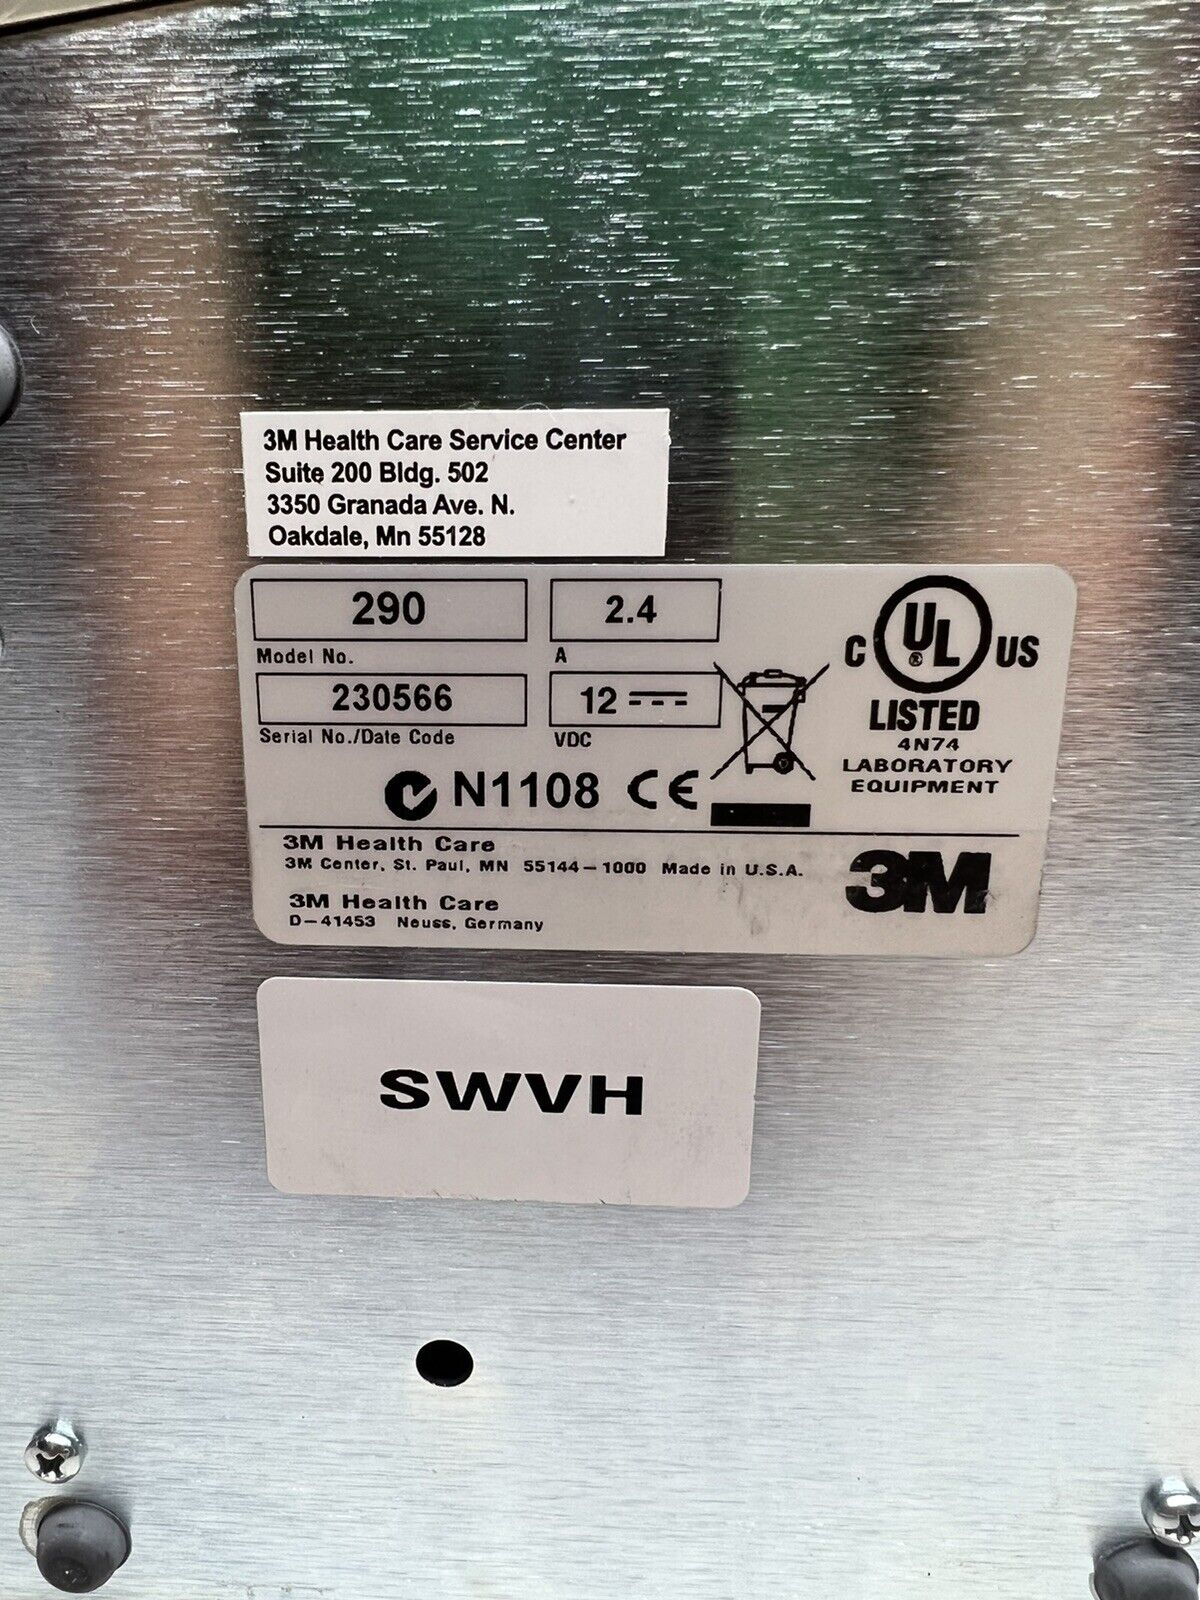 3M Health Care Service Center
Suite 200 Bldg. 502
3350 Granada Ave. N.
Oakdale, Mn 55128
290
Model No.
2.4
A
230566
Serial No./Date Code
12
VDC
N1108 CE
C UL® US
LISTED
4N74
LABORATORY
EQUIPMENT
3M Health Care
3M Center, St. Paul, MN 55144-1000 Made in U.S.A.
3M Health Care
D-41453 Neuss, Germany
3M
SWVH